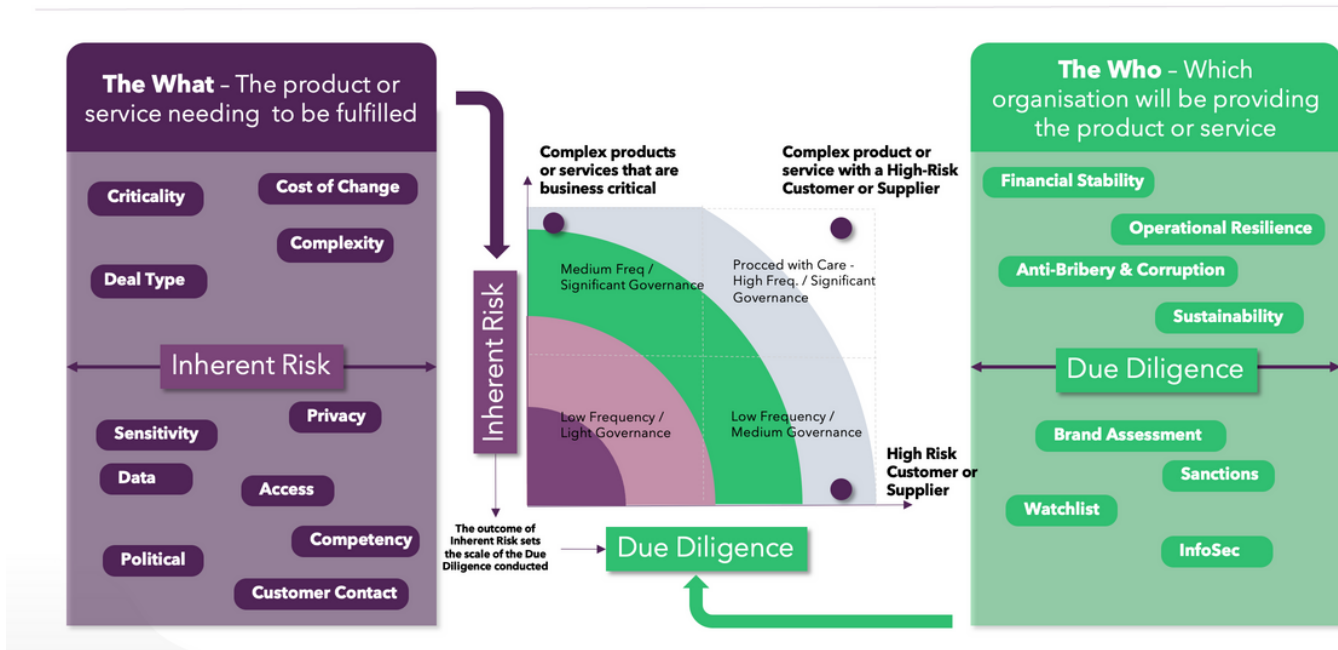 The What – The product or
service needing to be fulfilled
Criticality
Cost of Change
Complexity
Deal Type
Inherent Risk
Privacy
Sensitivity
Data
Access
Competency
Political
Customer Contact
Complex products
or services that are
business critical
Complex product or
service with a High-Risk
Customer or Supplier
Inherent Risk
Medium Freq /
Significant Governance
Procced with Care -
High Freq. / Significant
Governance
Low Frequency /
Light Governance
Low Frequency /
Medium Governance
High Risk
Customer or
Supplier
The outcome of
Inherent Risk sets
the scale of the Due
Diligence conducted
Due Diligence
The Who – Which
organisation will be providing
the product or service
Financial Stability
Operational Resilience
Anti-Bribery & Corruption
Sustainability
Due Diligence
Brand Assessment
Sanctions
Watchlist
InfoSec